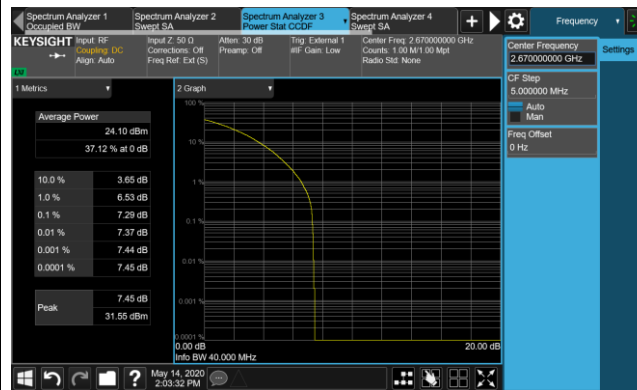 Spectrum Analyzer 1
Occupied BW
Spectrum Analyzer 2
Swept SA
Spectrum Analyzer 3
Power Stat CCDF
Spectrum Analyzer 4
Swept SA
Frequency
KEYSIGHT
Input: RF
Coupling: DC
Align: Auto
Input Z: 50 Ω
Corrections: Off
Freq Ref: Ext (S)
Atten: 30 dB
Preamp: Off
Trig: External 1
#IF Gain: Low
Center Freq: 2.670000000 GHz
Counts: 1.00 M/1.00 Mpt
Radio Std: None
Center Frequency
2.670000000 GHz
Settings
CF Step
5.000000 MHz
Auto
Man
Freq Offset
0 Hz
1 Metrics
2 Graph
Average Power
24.10 dBm
37.12 % at 0 dB
10.0 % 3.65 dB
1.0 % 6.53 dB
0.1 % 7.29 dB
0.01 % 7.37 dB
0.001 % 7.44 dB
0.0001 % 7.45 dB
Peak
7.45 dB
31.55 dBm
100 %
10 %
1 %
0.1 %
0.01 %
0.001 %
0.0001 %
0.00 dB
20.00 dB
Info BW 40.000 MHz
?
May 14, 2020
2:03:32 PM